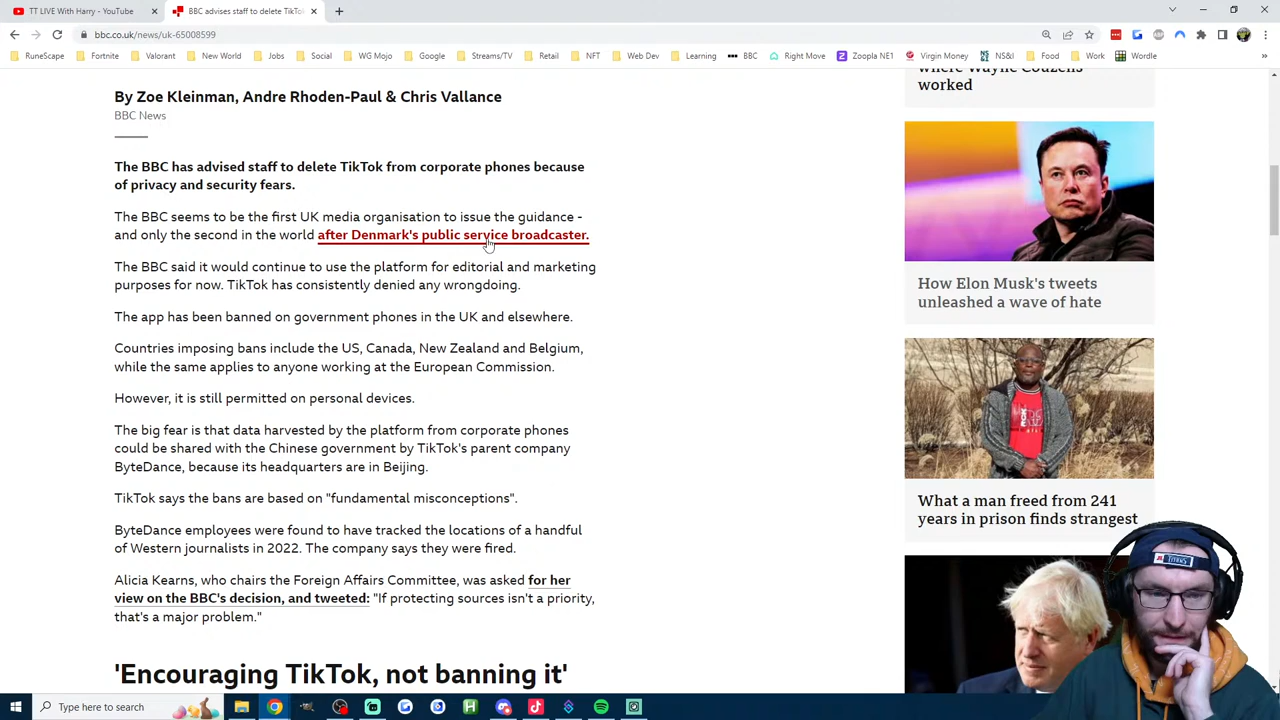 TT LIVE With Harry - YouTube
BBC advises staff to delete TikTo
bbc.co.uk/news/uk-65008599
RuneScape
Fortnite
Valorant
New World
Jobs
Social
WG Mojo
Google
Streams/TV
Retail
NFT
Web Dev
Learning
BBC
Right Move
Zoopla NE1
Virgin Money
NS&I
Food
Work
Wordle
By Zoe Kleinman, Andre Rhoden-Paul & Chris Vallance
BBC News
The BBC has advised staff to delete TikTok from corporate phones because
of privacy and security fears.
The BBC seems to be the first UK media organisation to issue the guidance -
and only the second in the world after Denmark's public service broadcaster.
The BBC said it would continue to use the platform for editorial and marketing
purposes for now. TikTok has consistently denied any wrongdoing.
The app has been banned on government phones in the UK and elsewhere.
Countries imposing bans include the US, Canada, New Zealand and Belgium,
while the same applies to anyone working at the European Commission.
However, it is still permitted on personal devices.
The big fear is that data harvested by the platform from corporate phones
could be shared with the Chinese government by TikTok's parent company
ByteDance, because its headquarters are in Beijing.
TikTok says the bans are based on "fundamental misconceptions".
ByteDance employees were found to have tracked the locations of a handful
of Western journalists in 2022. The company says they were fired.
Alicia Kearns, who chairs the Foreign Affairs Committee, was asked for her
view on the BBC's decision, and tweeted: "If protecting sources isn't a priority,
that's a major problem."
'Encouraging TikTok, not banning it'
where Wayne Couzens
worked
How Elon Musk's tweets
unleashed a wave of hate
What a man freed from 241
years in prison finds strangest
Type here to search